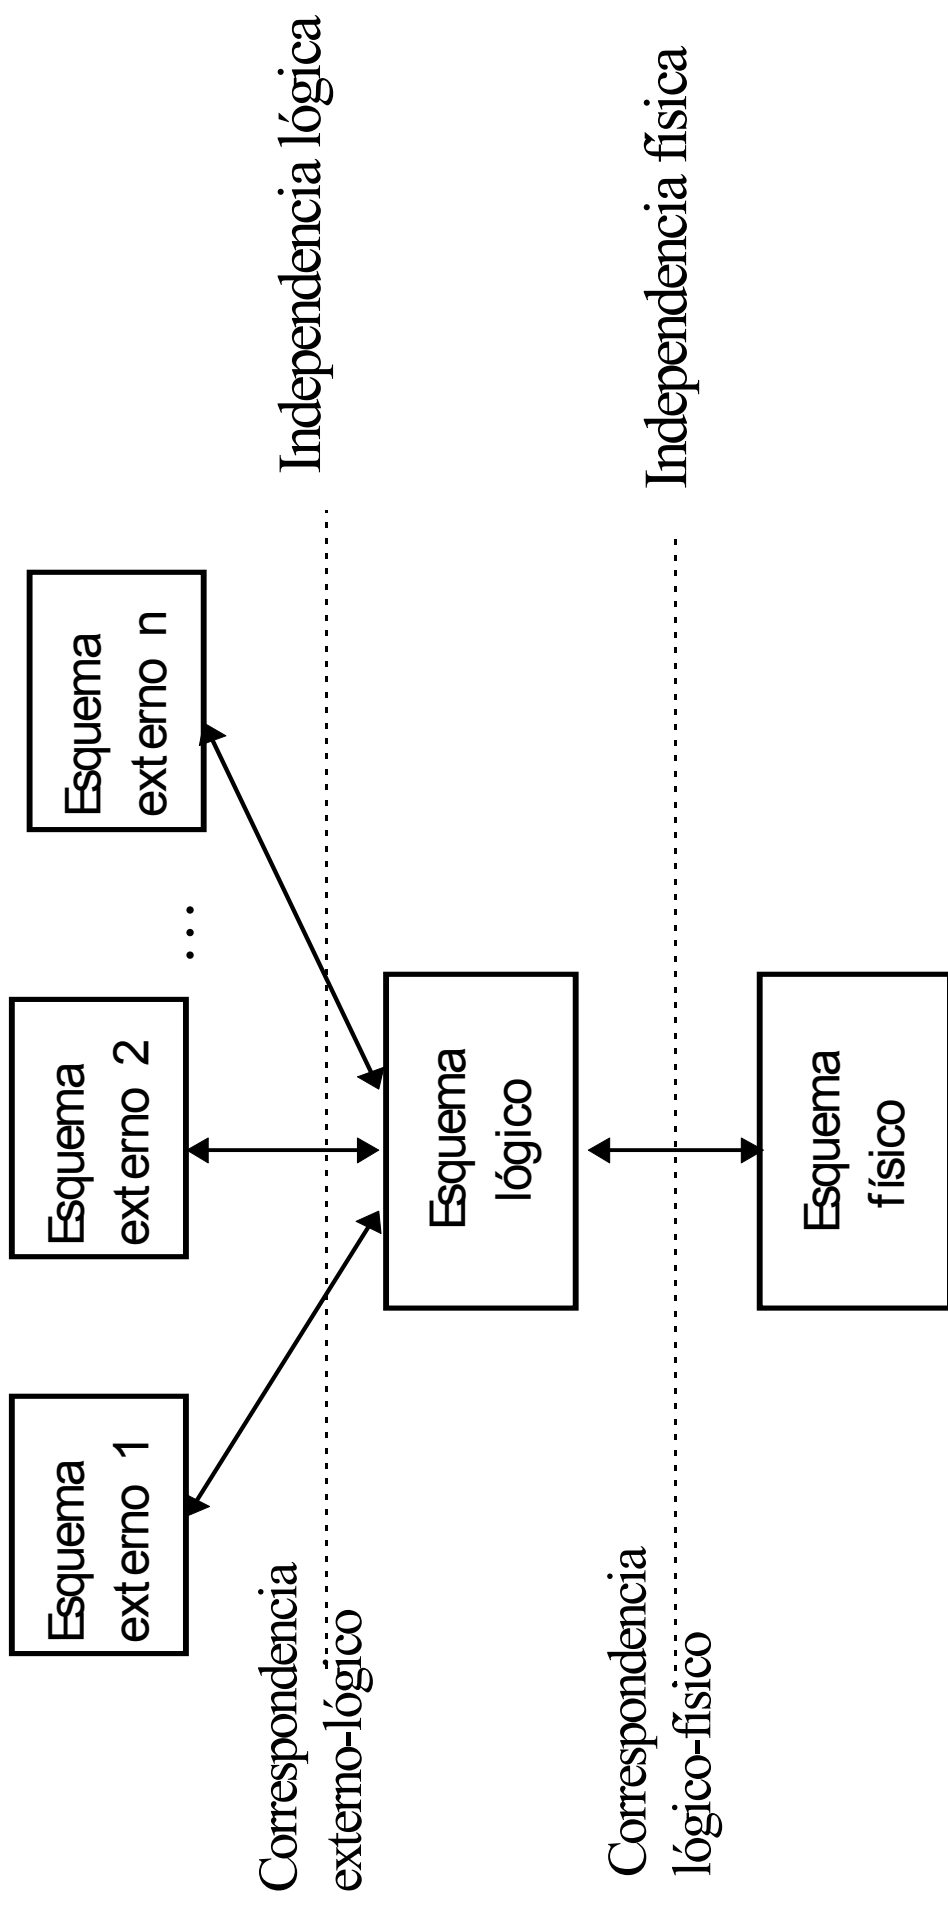 Esquema
externo 1
Esquema
externo 2
...
Esquema
externo n
Correspondencia
externo-lógico
Independencia lógica
Esquema
lógico
Correspondencia
lógico-físico
Independencia física
Esquema
físico